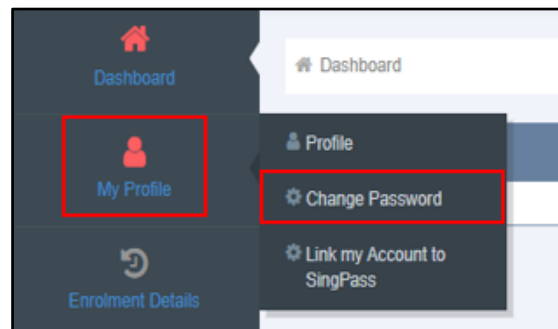 Dashboard
Dashboard
My Profile
Profile
Change Password
Link my Account to
SingPass
Enrolment Details